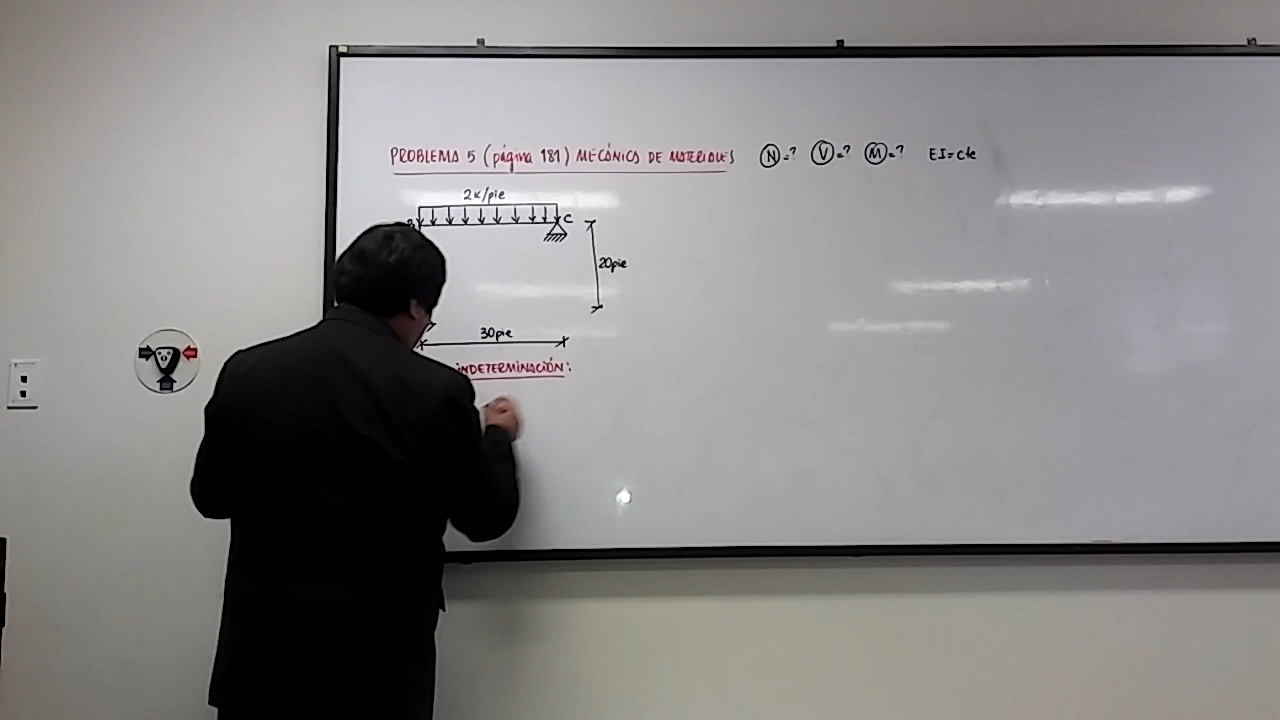 PROBLEMA 5 (página 181) MECÁNICA DE MATERIALES N=? V=? M=? EI=cte
2k/pie
B C
20pie
30pie
INDETERMINACIÓN: